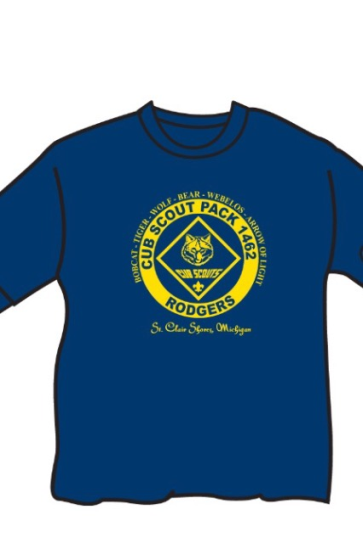 BOBCAT - TIGER - WOLF - BEAR - WEBELOS - ARROW OF LIGHT
CUB SCOUT PACK 1462
CUB SCOUTS
RODGERS
St. Clair Shores, Michigan